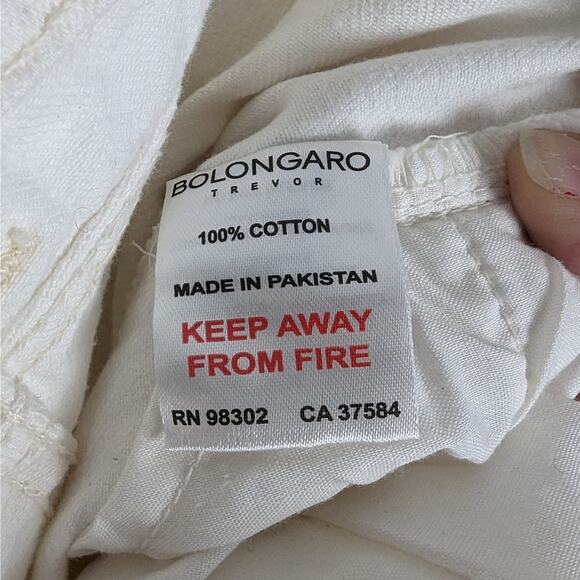 BOLONGARO
TREVOR
100% COTTON
MADE IN PAKISTAN
KEEP AWAY
FROM FIRE
RN 98302 CA 37584